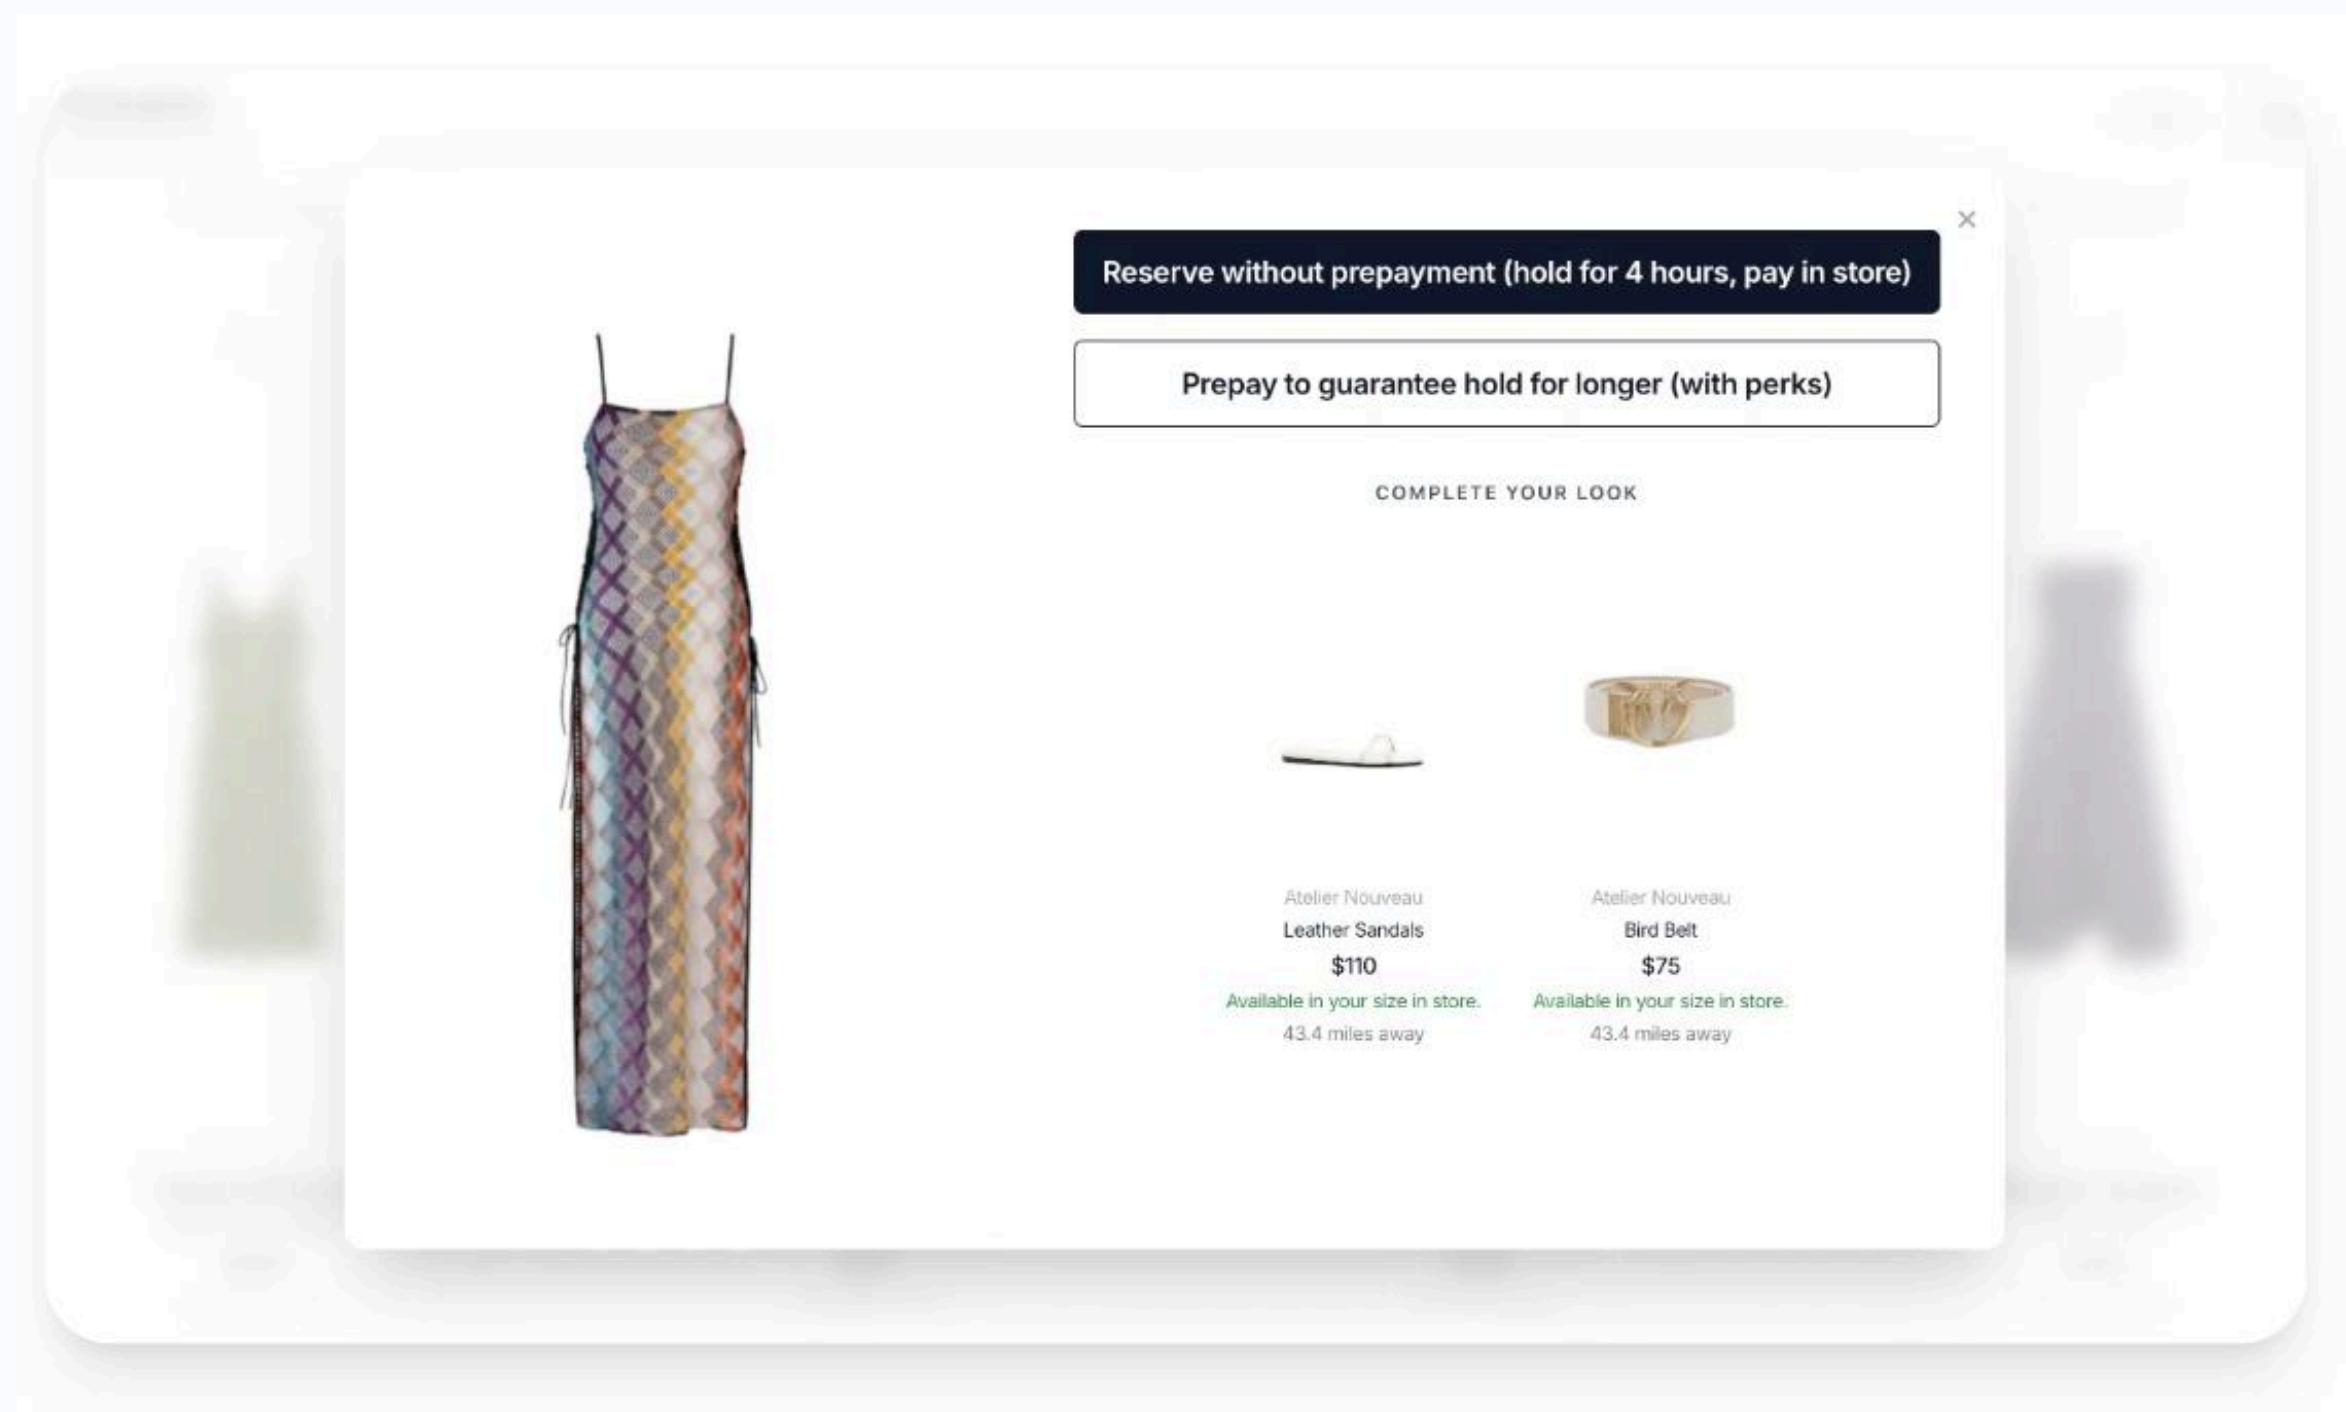 Reserve without prepayment (hold for 4 hours, pay in store)
Prepay to guarantee hold for longer (with perks)
COMPLETE YOUR LOOK
Atelier Nouveau
Leather Sandals
$110
Available in your size in store.
43.4 miles away
Atelier Nouveau
Bird Belt
$75
Available in your size in store.
43.4 miles away